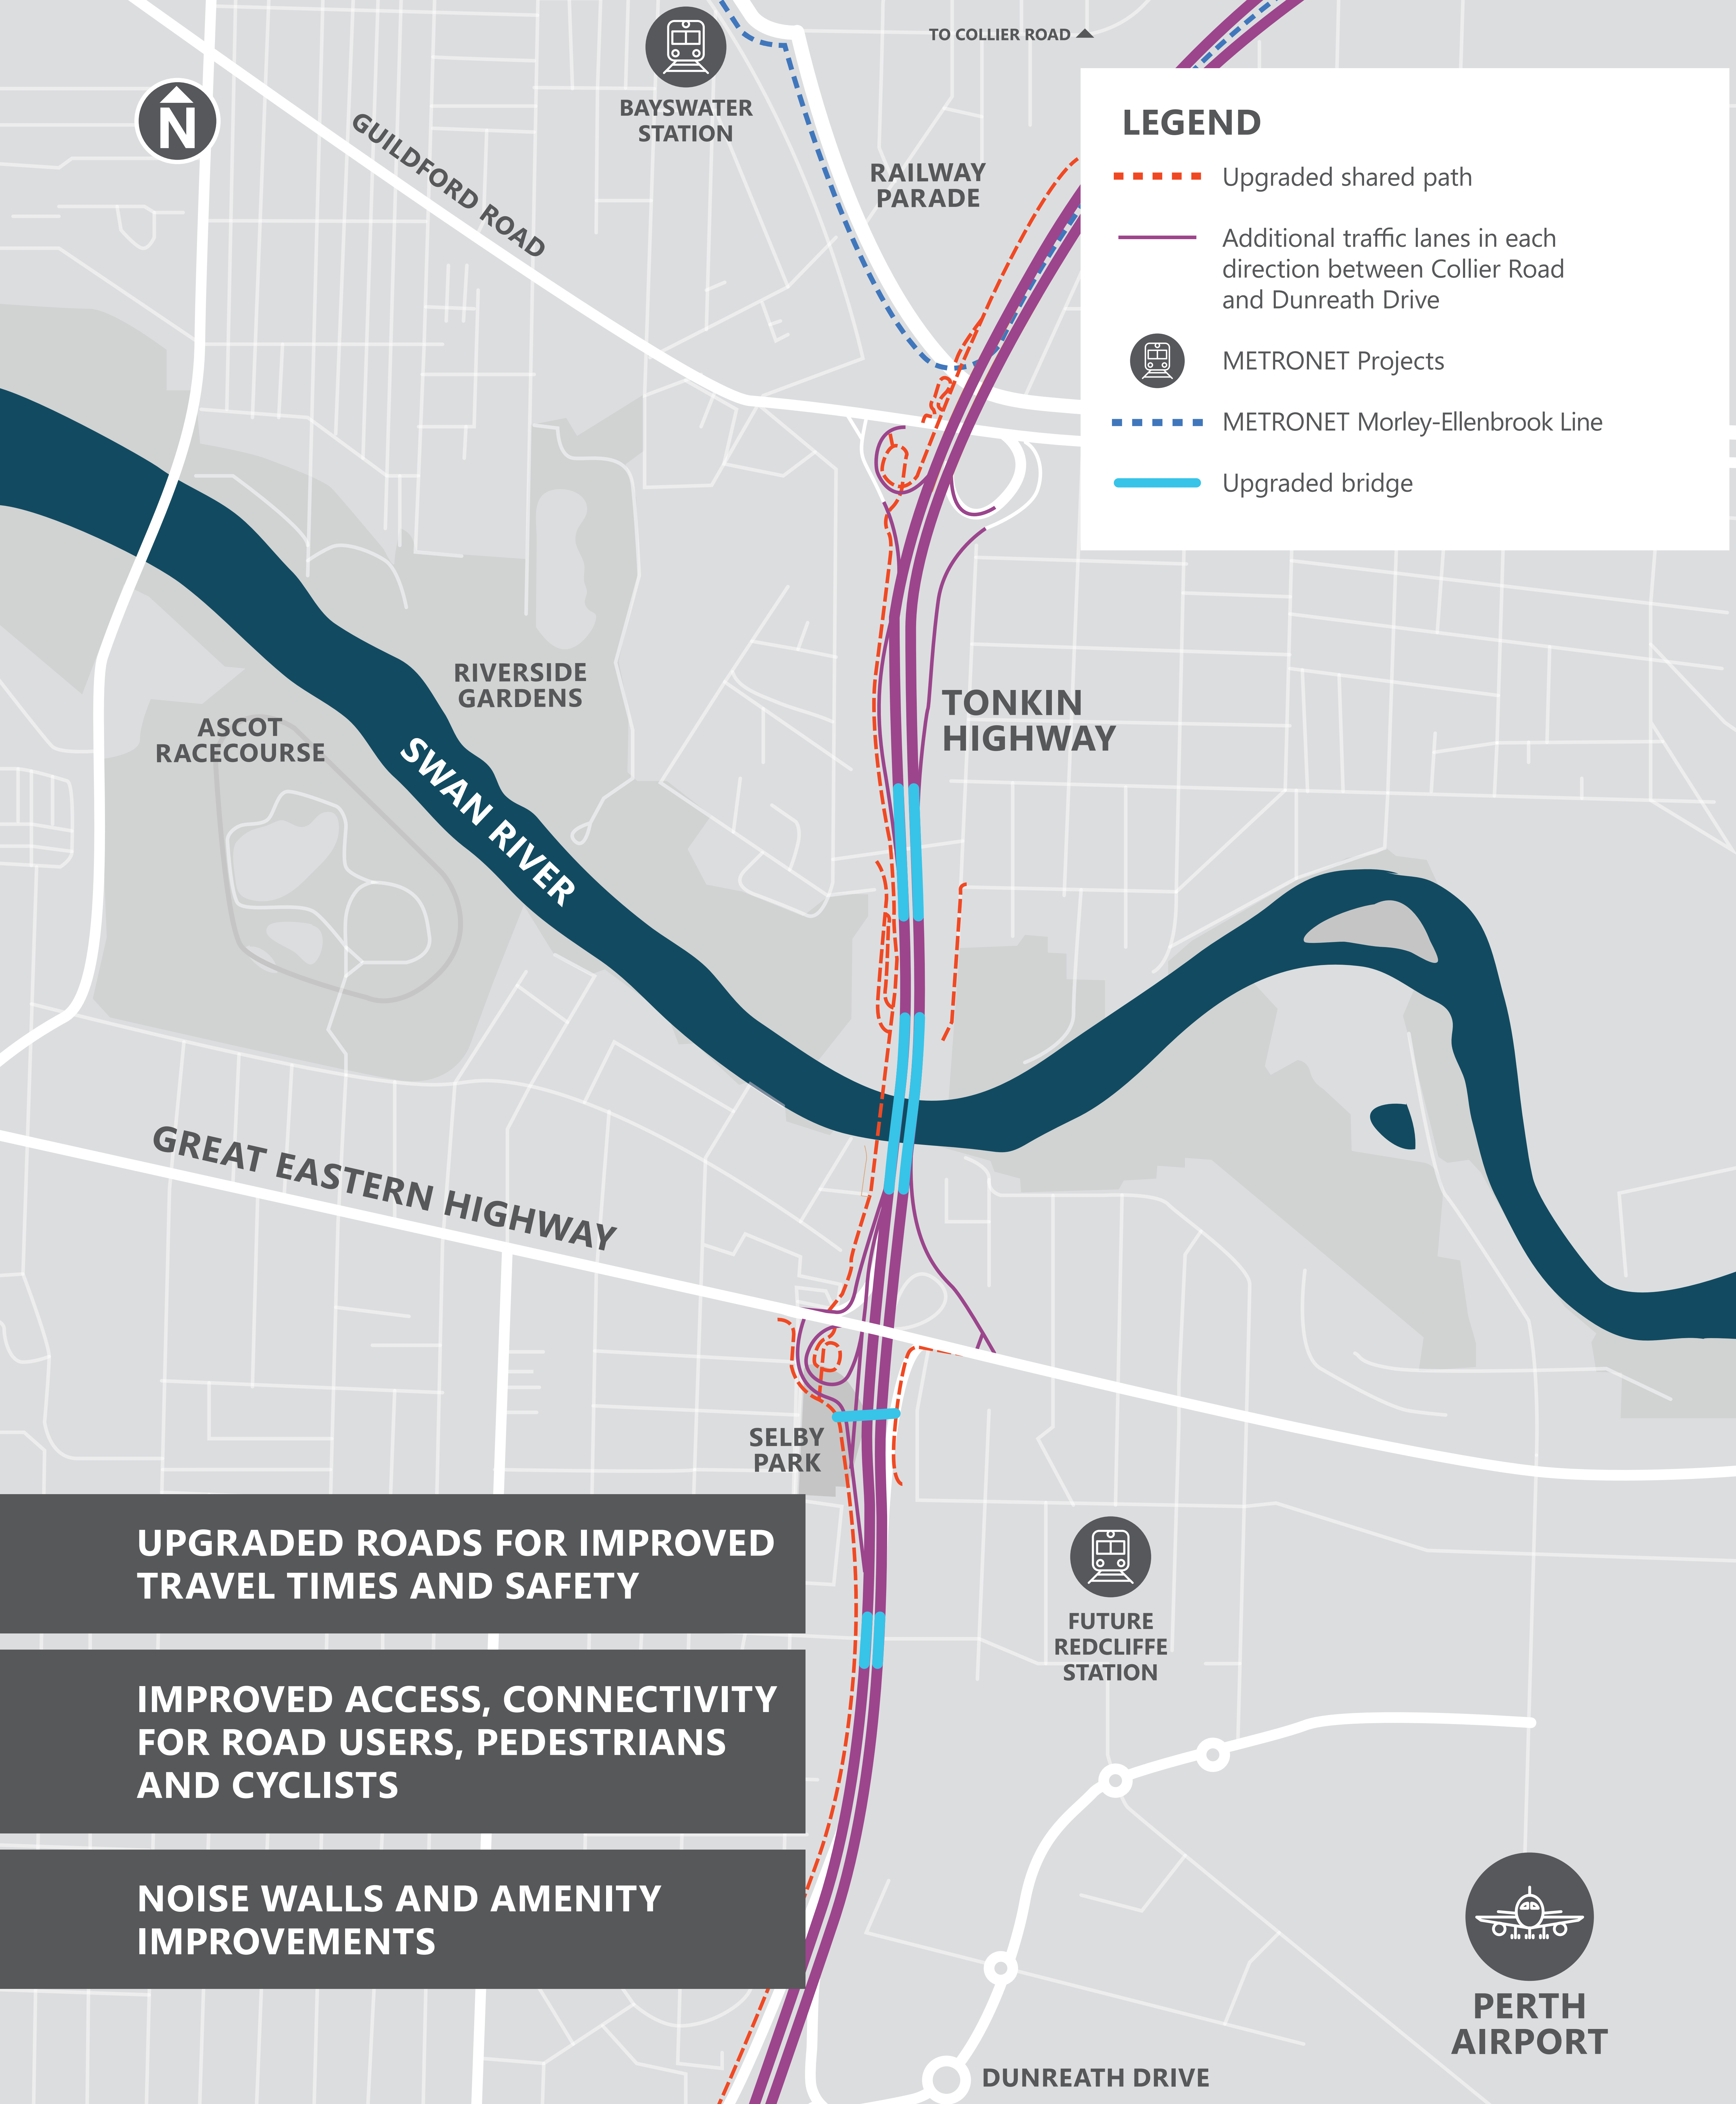 TO COLLIER ROAD
N
BAYSWATER
STATION
GUILDFORD ROAD
RAILWAY
PARADE
LEGEND
Upgraded shared path
Additional traffic lanes in each
direction between Collier Road
and Dunreath Drive
METRONET Projects
METRONET Morley-Ellenbrook Line
Upgraded bridge
RIVERSIDE
GARDENS
ASCOT
RACECOURSE
TONKIN
HIGHWAY
SWAN RIVER
GREAT EASTERN HIGHWAY
SELBY
PARK
UPGRADED ROADS FOR IMPROVED
TRAVEL TIMES AND SAFETY
FUTURE
REDCLIFFE
STATION
IMPROVED ACCESS, CONNECTIVITY
FOR ROAD USERS, PEDESTRIANS
AND CYCLISTS
NOISE WALLS AND AMENITY
IMPROVEMENTS
PERTH
AIRPORT
DUNREATH DRIVE